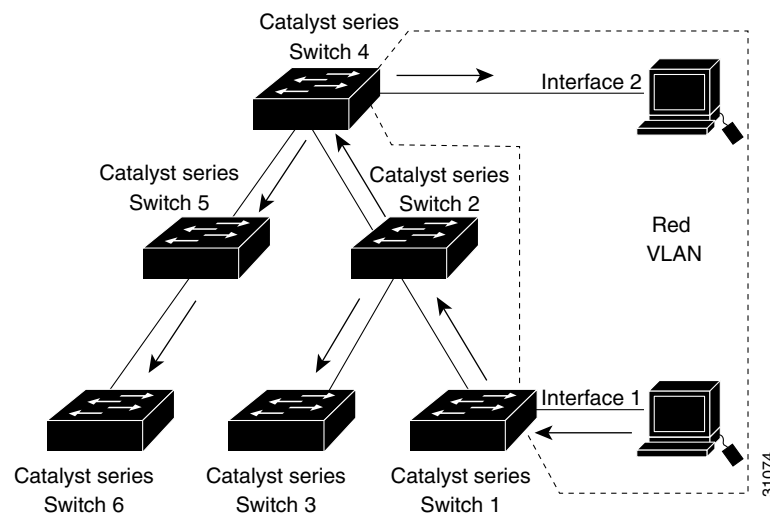 Catalyst series
Switch 4
Interface 2
Catalyst series
Switch 5
Catalyst series
Switch 2
Red
VLAN
Interface 1
Catalyst series
Switch 6
Catalyst series
Switch 3
Catalyst series
Switch 1
31074